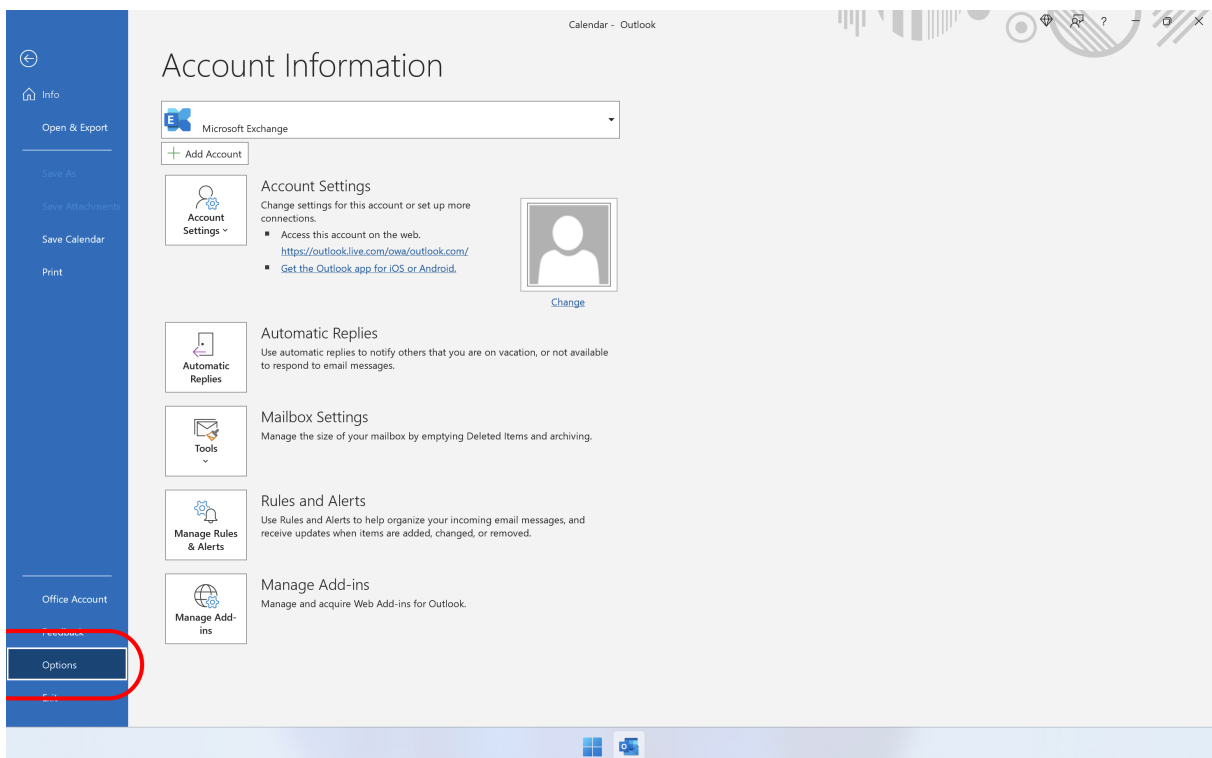 Calendar - Outlook
?
Account Information
Info
Open & Export
Save As
Save Attachments
Save Calendar
Print
Office Account
Feedback
Options
Exit
E
Microsoft Exchange
Add Account
Account
Settings
Account Settings
Change settings for this account or set up more
connections.
Access this account on the web.
https://outlook.live.com/owa/outlook.com/
Get the Outlook app for iOS or Android.
Change
Automatic
Replies
Automatic Replies
Use automatic replies to notify others that you are on vacation, or not available
to respond to email messages.
Tools
Mailbox Settings
Manage the size of your mailbox by emptying Deleted Items and archiving.
Manage Rules
& Alerts
Rules and Alerts
Use Rules and Alerts to help organize your incoming email messages, and
receive updates when items are added, changed, or removed.
Manage Add-
ins
Manage Add-ins
Manage and acquire Web Add-ins for Outlook.